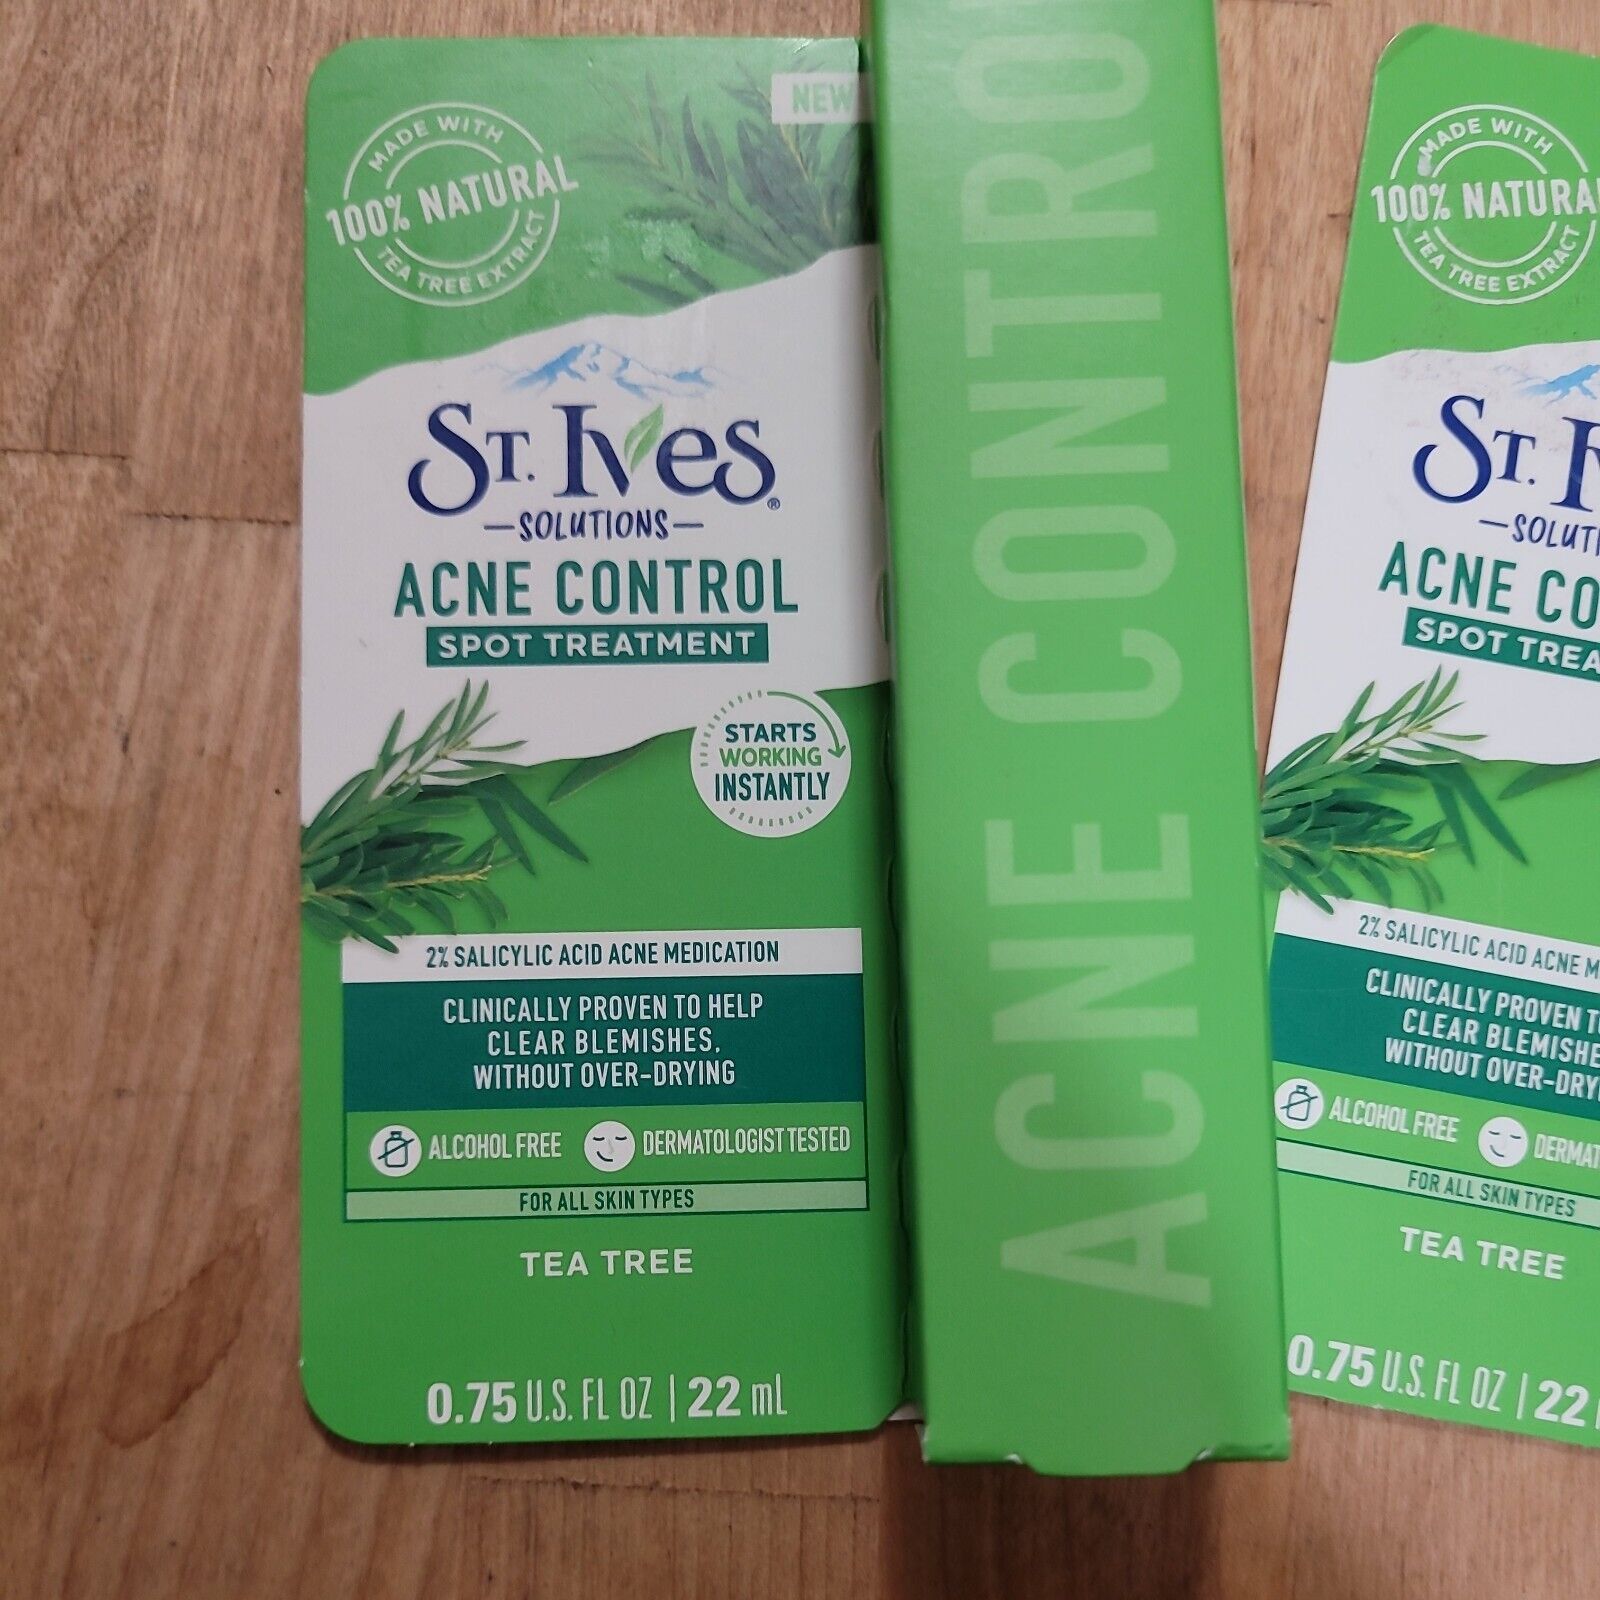 MADE WITH
100% NATURAL
TEA TREE EXTRACT
NEW
ST. Ives®
SOLUTIONS
ACNE CONTROL
SPOT TREATMENT
STARTS
WORKING
INSTANTLY
2% SALICYLIC ACID ACNE MEDICATION
CLINICALLY PROVEN TO HELP
CLEAR BLEMISHES,
WITHOUT OVER-DRYING
ALCOHOL FREE
DERMATOLOGIST TESTED
FOR ALL SKIN TYPES
TEA TREE
0.75 U.S. FL OZ | 22 mL
ACNE CONTRO
MADE WITH
100% NATURA
TEA TREE EXTRACT
ST. I
SOLUTI
ACNE CO
SPOT TREA
2% SALICYLIC ACID ACNE M
CLINICALLY PROVEN T
CLEAR BLEMISHE
WITHOUT OVER-DRY
ALCOHOL FREE
DERMAT
FOR ALL SKIN TYPES
TEA TREE
0.75 U.S. FL OZ | 22